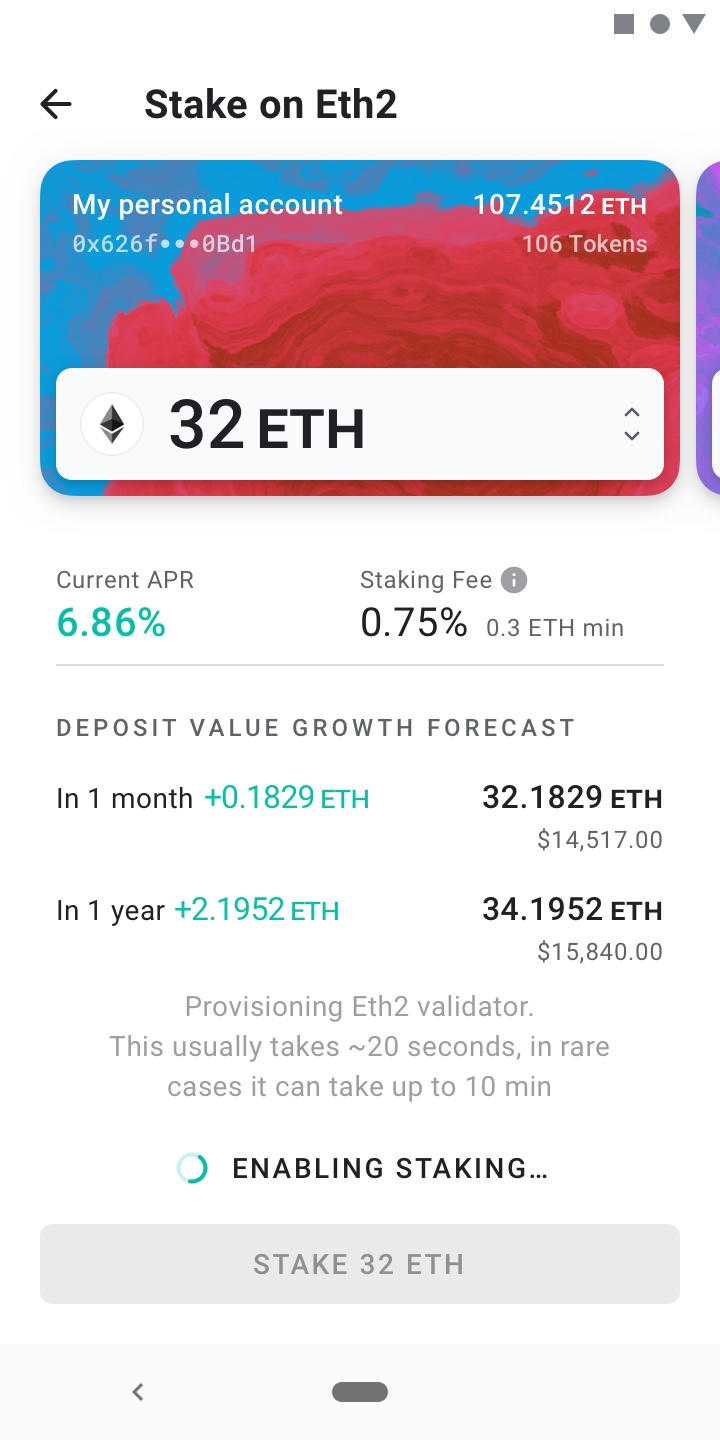 Stake on Eth2
My personal account 107.4512 ETH
0x626f•••0Bd1 106 Tokens
32 ETH
Current APR Staking Fee
6.86% 0.75% 0.3 ETH min
DEPOSIT VALUE GROWTH FORECAST
In 1 month +0.1829 ETH 32.1829 ETH
$14,517.00
In 1 year +2.1952 ETH 34.1952 ETH
$15,840.00
Provisioning Eth2 validator.
This usually takes ~20 seconds, in rare
cases it can take up to 10 min
ENABLING STAKING…
STAKE 32 ETH